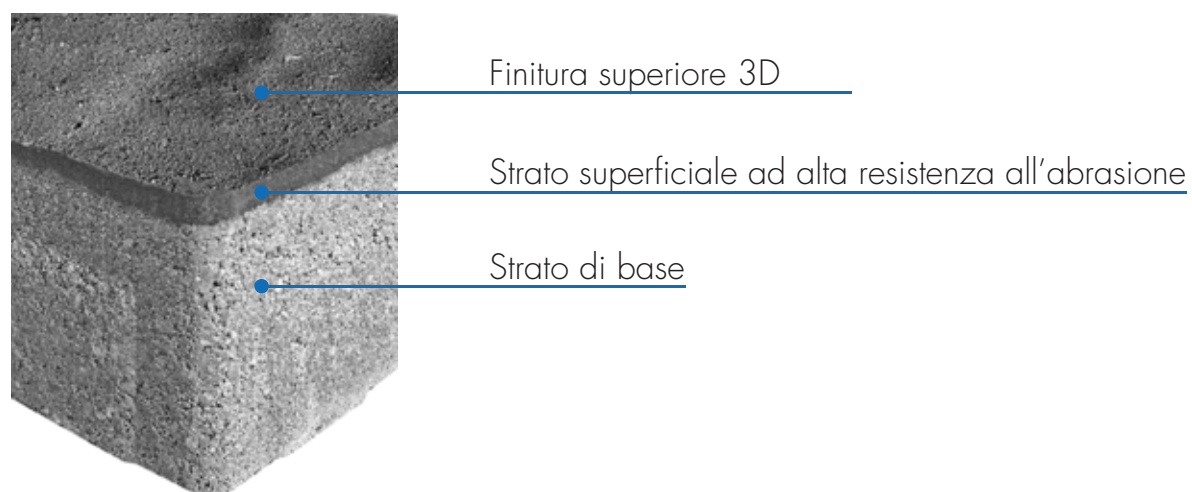 Finitura superiore 3D
Strato superficiale ad alta resistenza all’abrasione
Strato di base